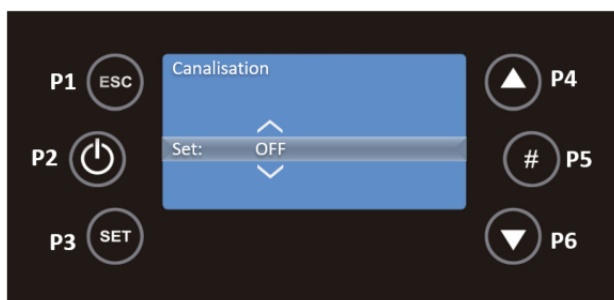 P1 ESC
Canalisation
P4
P2
Set: OFF
# P5
P3 SET
P6